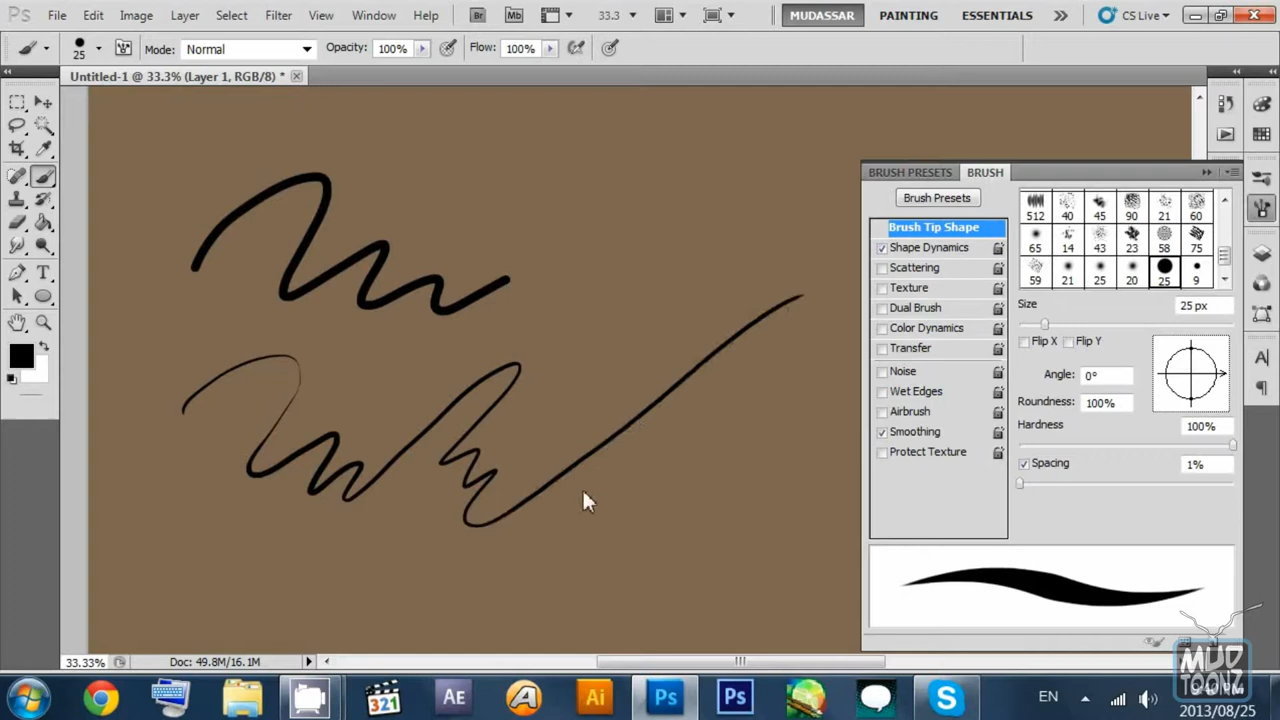 Ps File Edit Image Layer Select Filter View Window Help Br Mb 33.3 MUDASSAR PAINTING ESSENTIALS CS Live
25 Mode: Normal Opacity: 100% Flow: 100%
Untitled-1 @ 33.3% (Layer 1, RGB/8) *
BRUSH PRESETS BRUSH
Brush Presets
512 40 45 90 21 60
Brush Tip Shape
65 14 43 23 58 75
Shape Dynamics
Scattering
59 21 25 20 25 9
Texture
Size 25 px
Dual Brush
Color Dynamics
Flip X Flip Y
Transfer
Noise
Angle: 0°
Wet Edges
Roundness: 100%
Airbrush
Hardness 100%
Smoothing
Protect Texture
Spacing 1%
T
A
33.33% Doc: 49.8M/16.1M
MUD
TOONZ
321 AE Ai Ps Ps S EN
2013/08/25